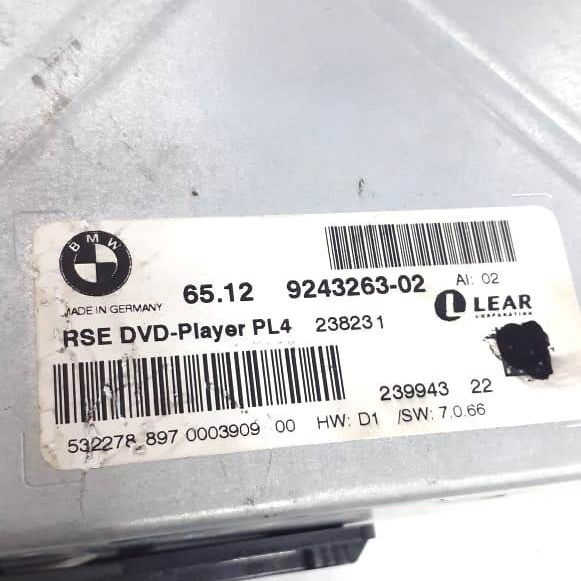 BMW
MADE IN GERMANY
65.12 9243263-02 AI: 02
RSE DVD-Player PL4 238231
LEAR
CORPORATION
239943 22
532278 897 0003909 00 HW: D1 /SW: 7.0.66